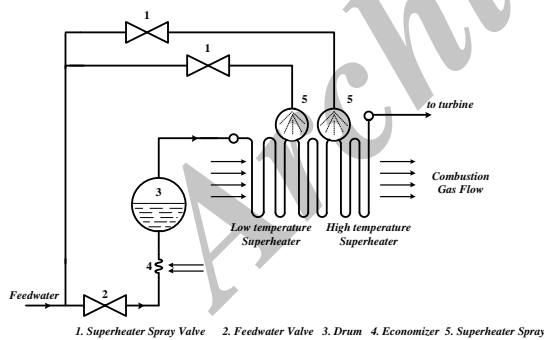 1
1
5 5
to turbine
3
Combustion
Gas Flow
Low temperature
Superheater
High temperature
Superheater
4
Feedwater
2
1. Superheater Spray Valve 2. Feedwater Valve 3. Drum 4. Economizer 5. Superheater Spray
Archi